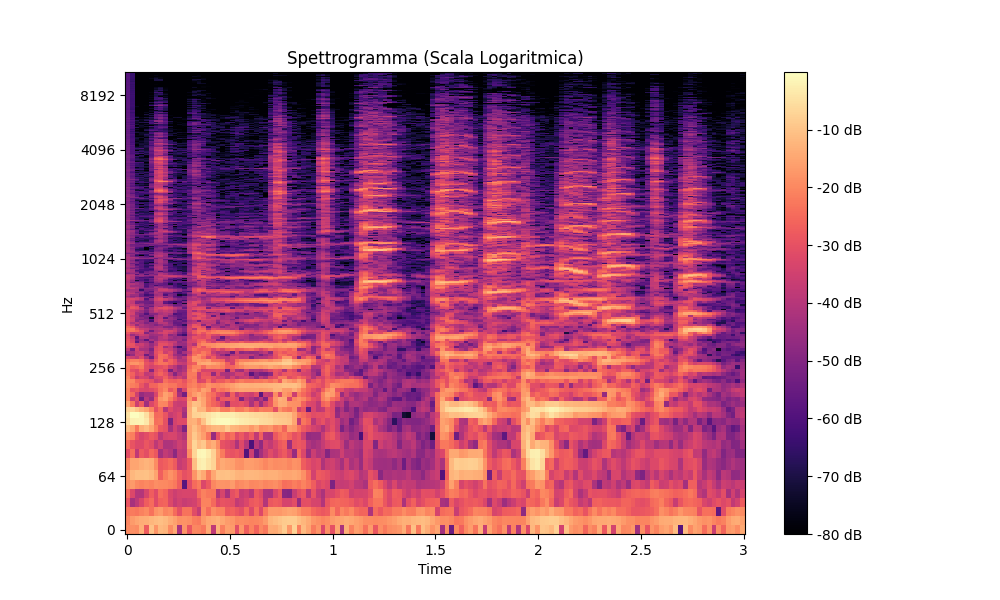 Spettrogramma (Scala Logaritmica)
Hz
8192
4096
2048
1024
512
256
128
64
0
0
0.5
1
1.5
2
2.5
3
Time
-10 dB
-20 dB
-30 dB
-40 dB
-50 dB
-60 dB
-70 dB
-80 dB